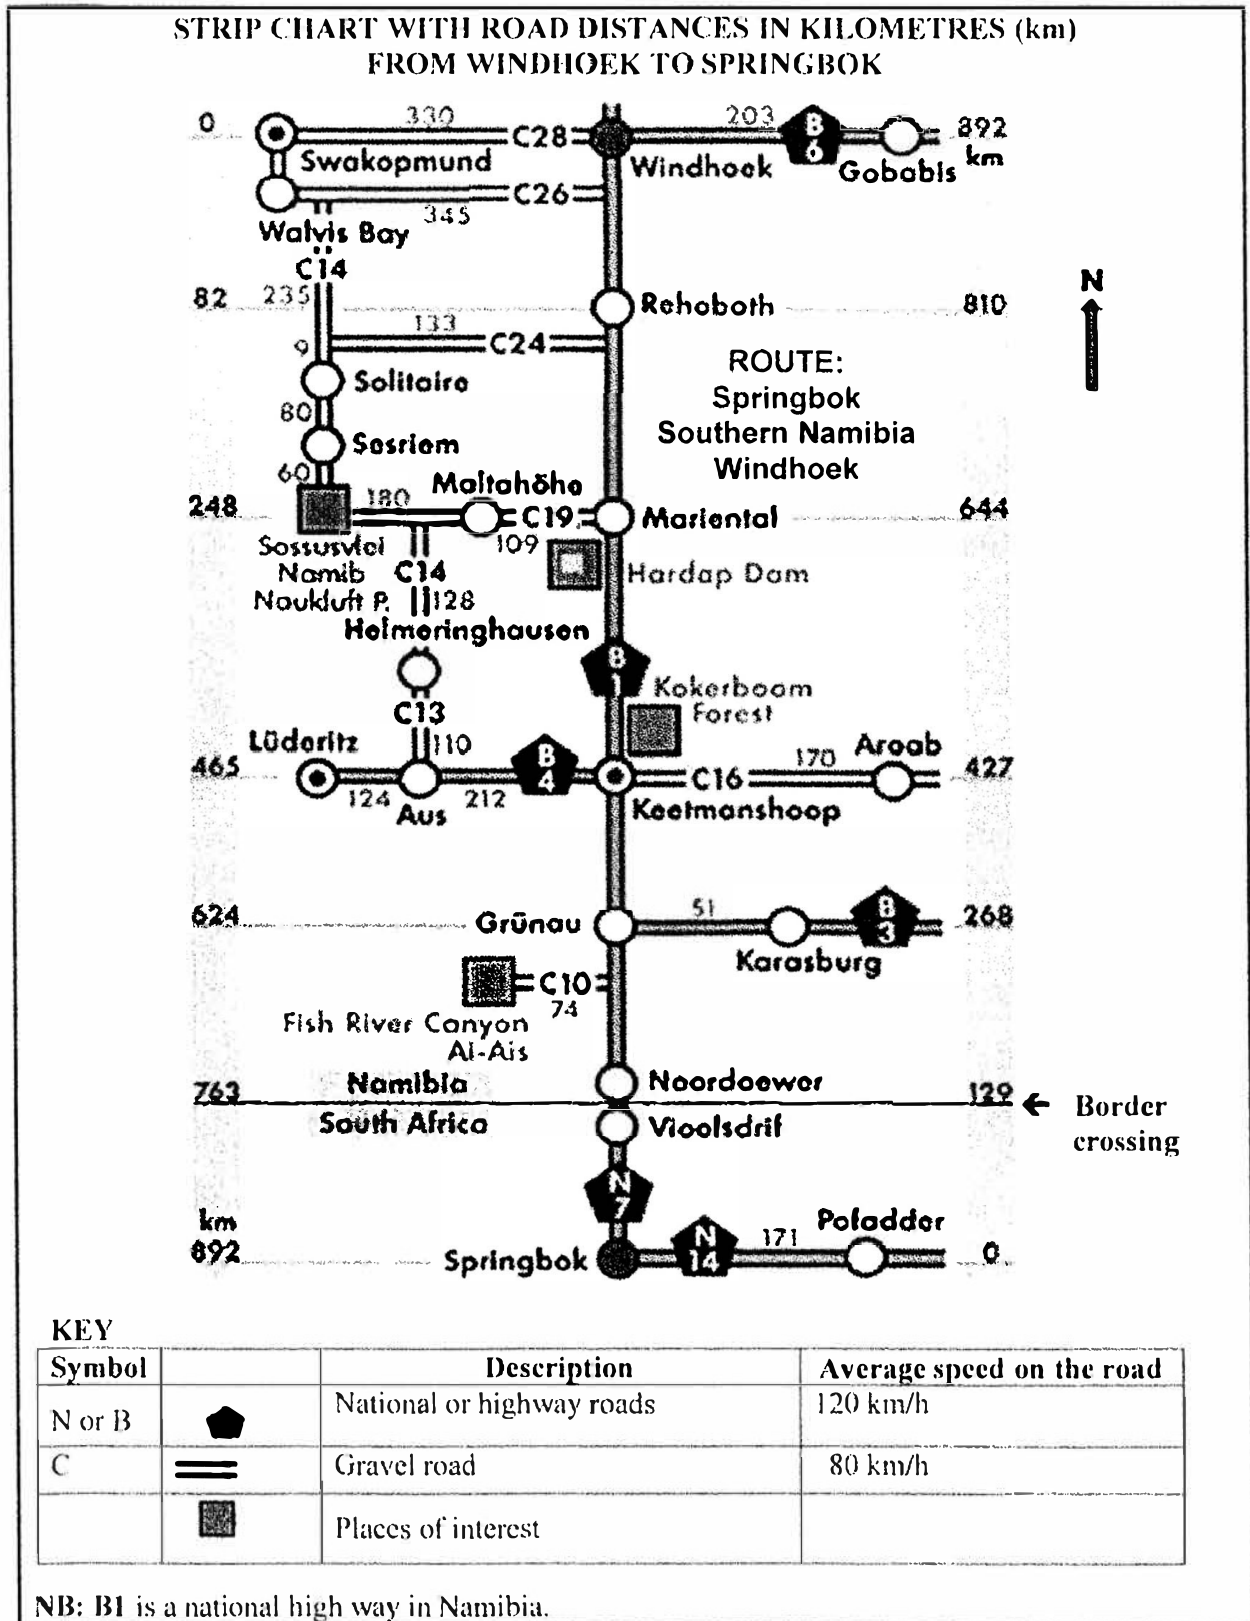 STRIP CHART WITH ROAD DISTANCES IN KILOMETRES (km)
FROM WINDHOEK TO SPRINGBOK
0
330
C28
203
B
6
892
km
Swakopmund
Windhoek
Gobabis
C26
345
Walvis Bay
C14
N
82
235
Rehoboth
810
133
9
C24
ROUTE:
Solitaire
Springbok
80
Southern Namibia
Sesriem
Windhoek
60
Maltahöhe
248
180
C19
Mariental
644
109
Sossusvlei
Namib
C14
Hardap Dam
Naukluft P.
128
Helmeringhausen
B
1
Kokerboom
Forest
C13
Lüderitz
110
B
4
Aroab
465
C16
170
427
124
212
Aus
Keetmanshoop
51
B
3
624
Grünau
268
Karasburg
C10
74
Fish River Canyon
Ai-Ais
Namibia
Noordoewer
763
129
← Border
crossing
South Africa
Vioolsdrif
N
7
km
Pofadder
N
14
171
892
Springbok
0
KEY
Symbol Description Average speed on the road
N or B National or highway roads 120 km/h
C Gravel road 80 km/h
Places of interest
NB: B1 is a national high way in Namibia.